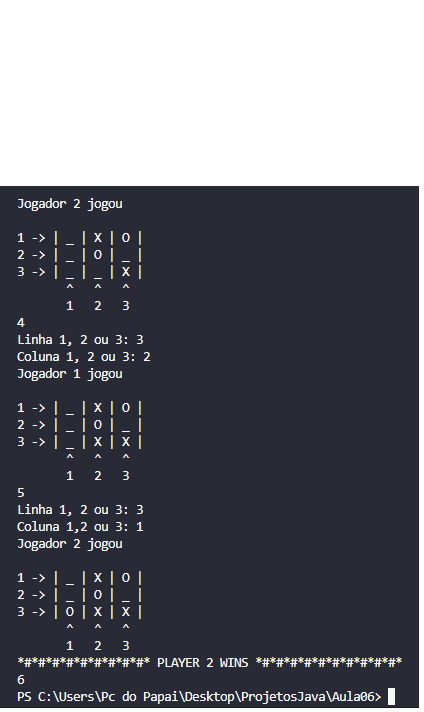 Jogador 2 jogou
1 -> | _ | X | O |
2 -> | _ | O | _ |
3 -> | _ | _ | X |
^ ^ ^
1 2 3
4
Linha 1, 2 ou 3: 3
Coluna 1, 2 ou 3: 2
Jogador 1 jogou
1 -> | _ | X | O |
2 -> | _ | O | _ |
3 -> | _ | X | X |
^ ^ ^
1 2 3
5
Linha 1, 2 ou 3: 3
Coluna 1,2 ou 3: 1
Jogador 2 jogou
1 -> | _ | X | O |
2 -> | _ | O | _ |
3 -> | O | X | X |
^ ^ ^
1 2 3
*#*#*#*#*#*#*#*#*#* PLAYER 2 WINS *#*#*#*#*#*#*#*#*#*#*
6
PS C:\Users\Pc do Papai\Desktop\ProjetosJava\Aula06>